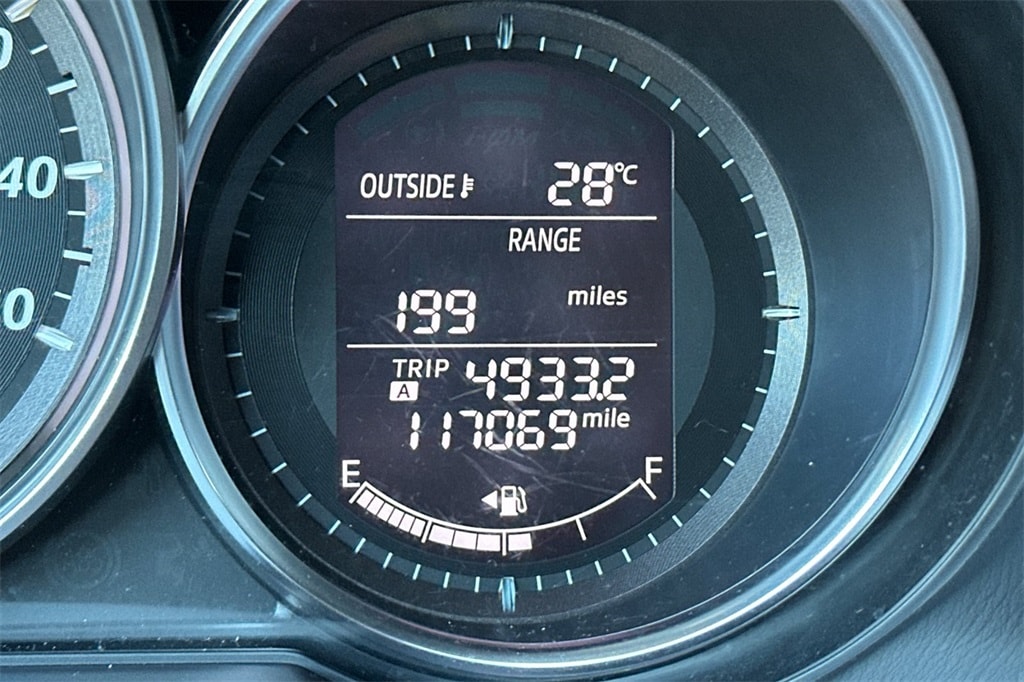 40
OUTSIDE 28°C
RANGE
199 miles
TRIP A 4933.2
117069 mile
E F